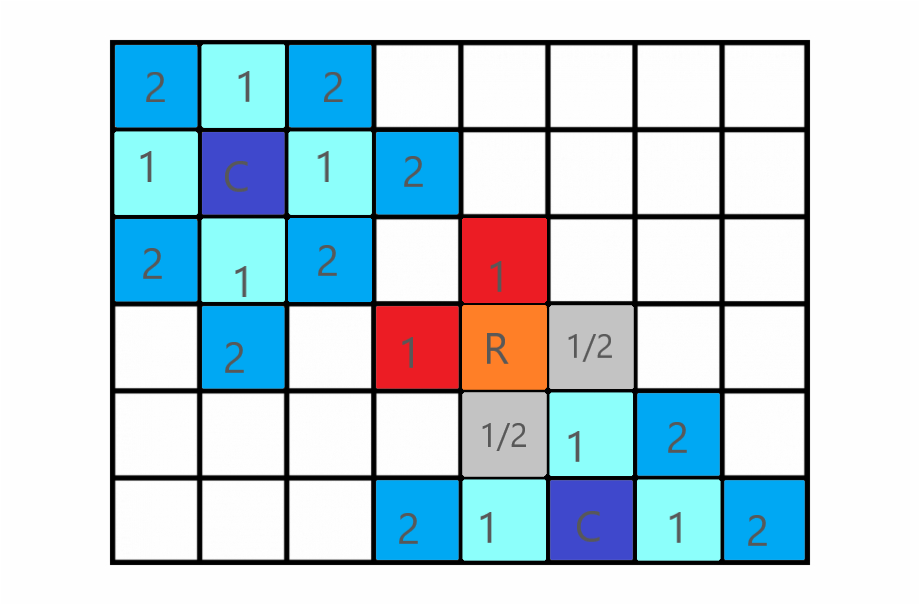 2 1 2
1 C 1 2
2 1 2 1
2 1 R 1/2
1/2 1 2
2 1 C 1 2